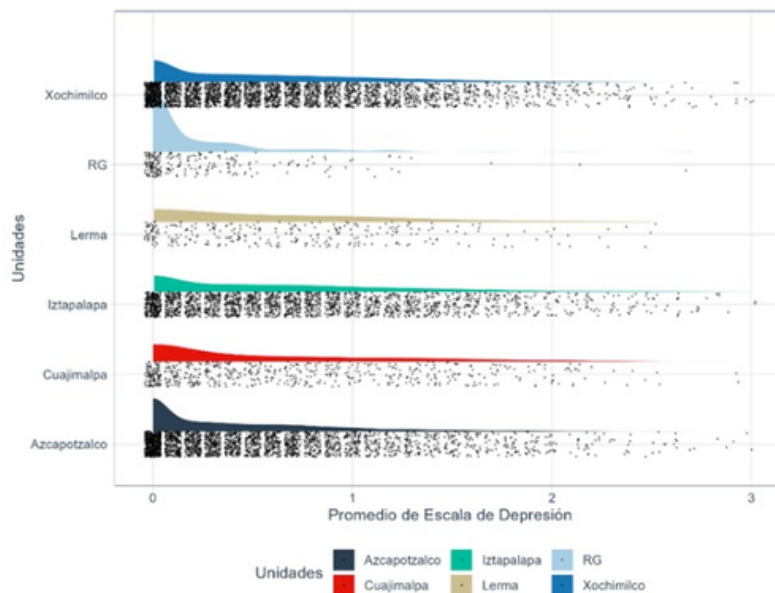 Unidades
Xochimilco
RG
Lerma
Iztapalapa
Cuajimalpa
Azcapotzalco
0
1
2
3
Promedio de Escala de Depresión
Unidades
Azcapotzalco
Iztapalapa
RG
Cuajimalpa
Lerma
Xochimilco